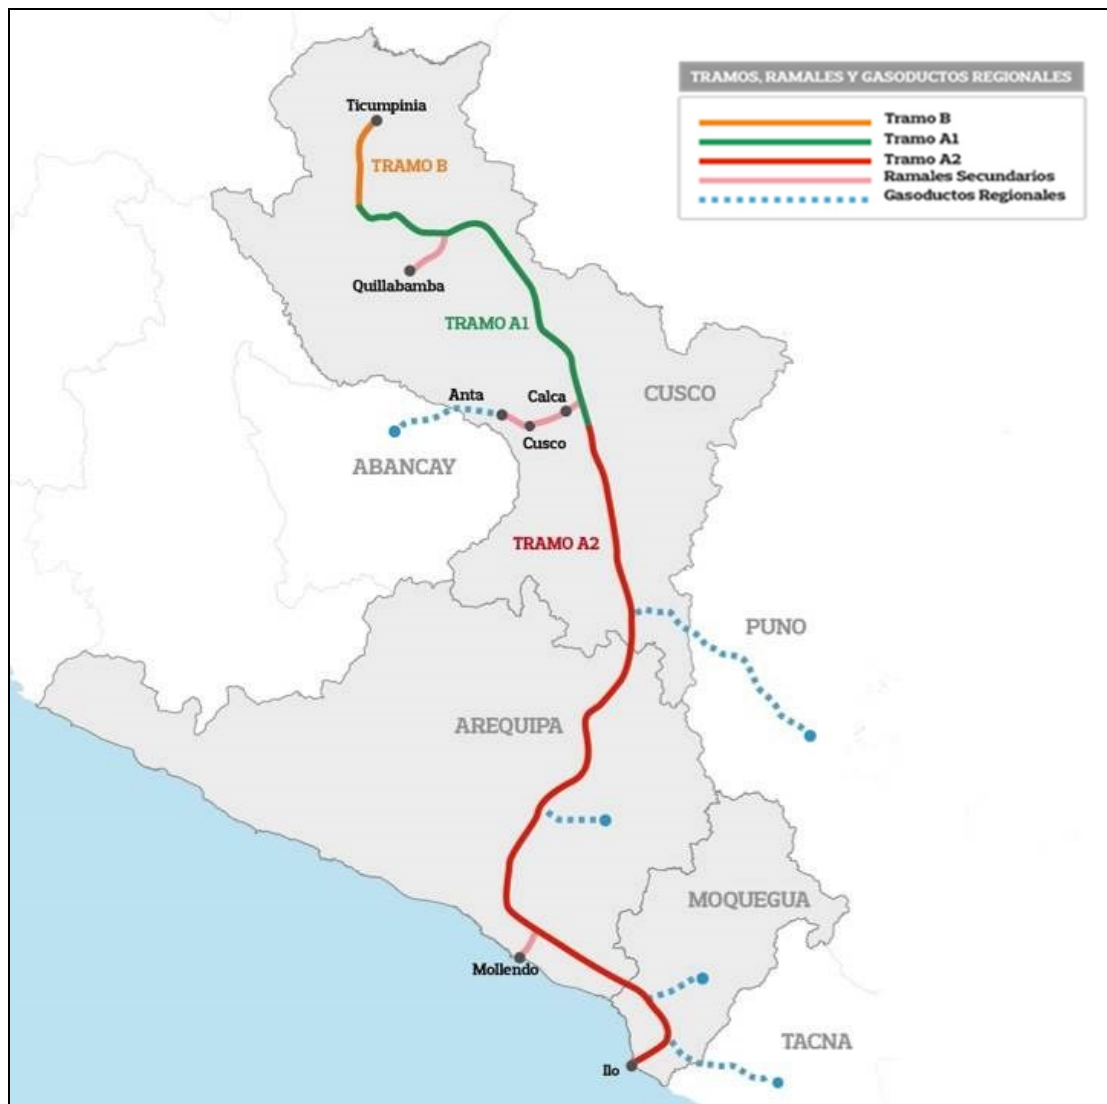 TRAMOS, RAMALES Y GASODUCTOS REGIONALES
Tramo B
Tramo A1
Tramo A2
Ramales Secundarios
Gasoductos Regionales
Ticumpinia
TRAMO B
Quillabamba
TRAMO A1
CUSCO
Anta
Calca
Cusco
ABANCAY
TRAMO A2
PUNO
AREQUIPA
MOQUEGUA
Mollendo
TACNA
Ilo